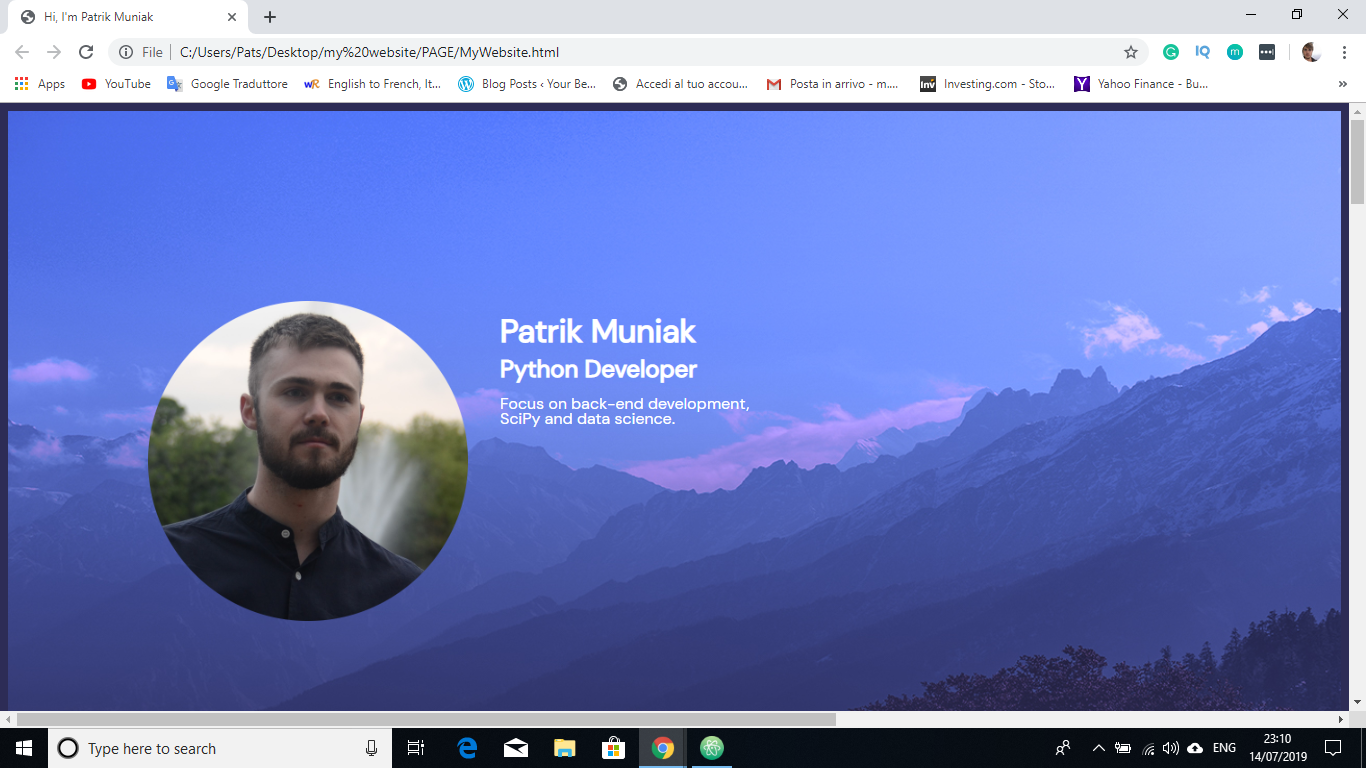 Hi, I'm Patrik Muniak
File
C:/Users/Pats/Desktop/my%20website/PAGE/MyWebsite.html
IQ
m
Apps
YouTube
Google Traduttore
wR
English to French, It...
Blog Posts ‹ Your Be...
Accedi al tuo accou...
Posta in arrivo - m....
Inv
Investing.com - Sto...
Y
Yahoo Finance - Bu...
»
Patrik Muniak
Python Developer
Focus on back-end development,
SciPy and data science.
Type here to search
ENG
23:10
14/07/2019